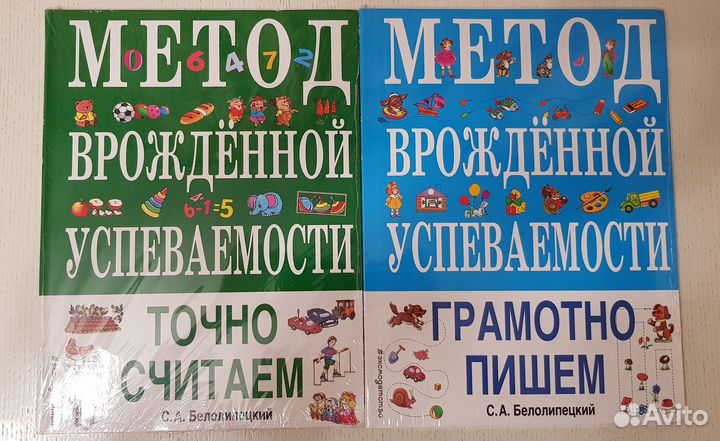 МЕТОД
0 6 4 7 2
ВРОЖДЁННОЙ
6-1=5
УСПЕВАЕМОСТИ
ТОЧНО
СЧИТАЕМ
С.А. Белолипецкий
МЕТОД
ВРОЖДЁННОЙ
УСПЕВАЕМОСТИ
ГРАМОТНО
ПИШЕМ
С.А. Белолипецкий
#эксмодетство
Avito